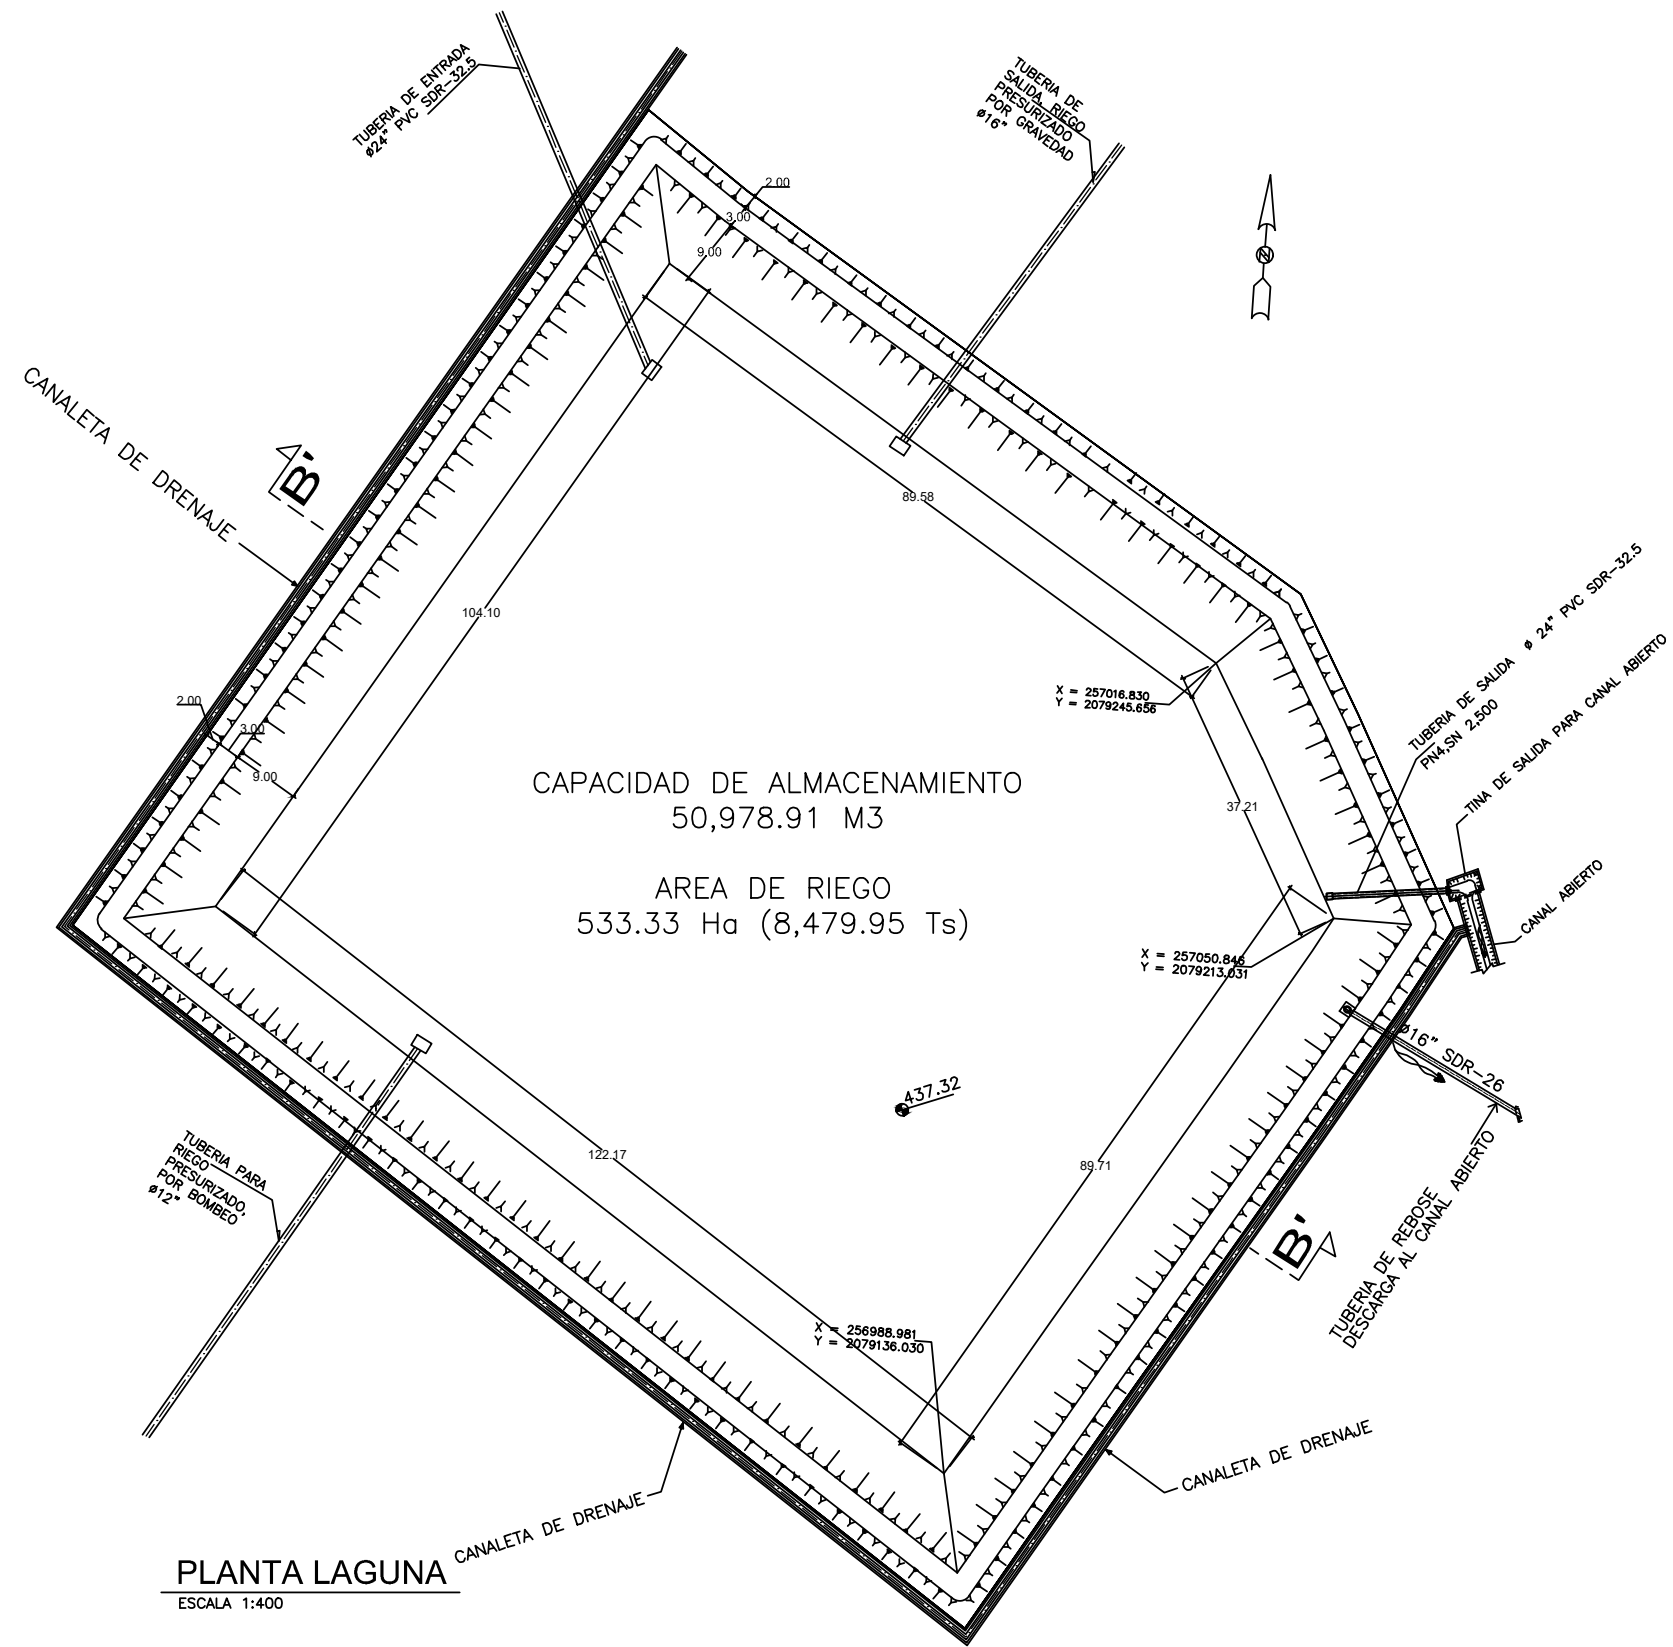 TUBERIA DE ENTRADA
ø24" PVC SDR-32.5
TUBERIA DE
SALIDA, RIEGO
PRESURIZADO
POR GRAVEDAD
ø16"
2.00
3.00
9.00
N
CANALETA DE DRENAJE
B'
89.58
104.10
X = 257016.830
Y = 2079245.656
TUBERIA DE SALIDA ø 24" PVC SDR-32.5
PN4,SN 2,500
TINA DE SALIDA PARA CANAL ABIERTO
CANAL ABIERTO
2.00
3.00
9.00
CAPACIDAD DE ALMACENAMIENTO
50,978.91 M3
AREA DE RIEGO
533.33 Ha (8,479.95 Ts)
37.21
X = 257050.846
Y = 2079213.031
ø16" SDR-26
437.32
TUBERIA PARA
RIEGO
PRESURIZADO,
POR BOMBEO
ø12"
122.17
89.71
TUBERIA DE REBOSE
DESCARGA AL CANAL ABIERTO
B'
X = 256988.981
Y = 2079136.030
CANALETA DE DRENAJE
CANALETA DE DRENAJE
PLANTA LAGUNA
ESCALA 1:400